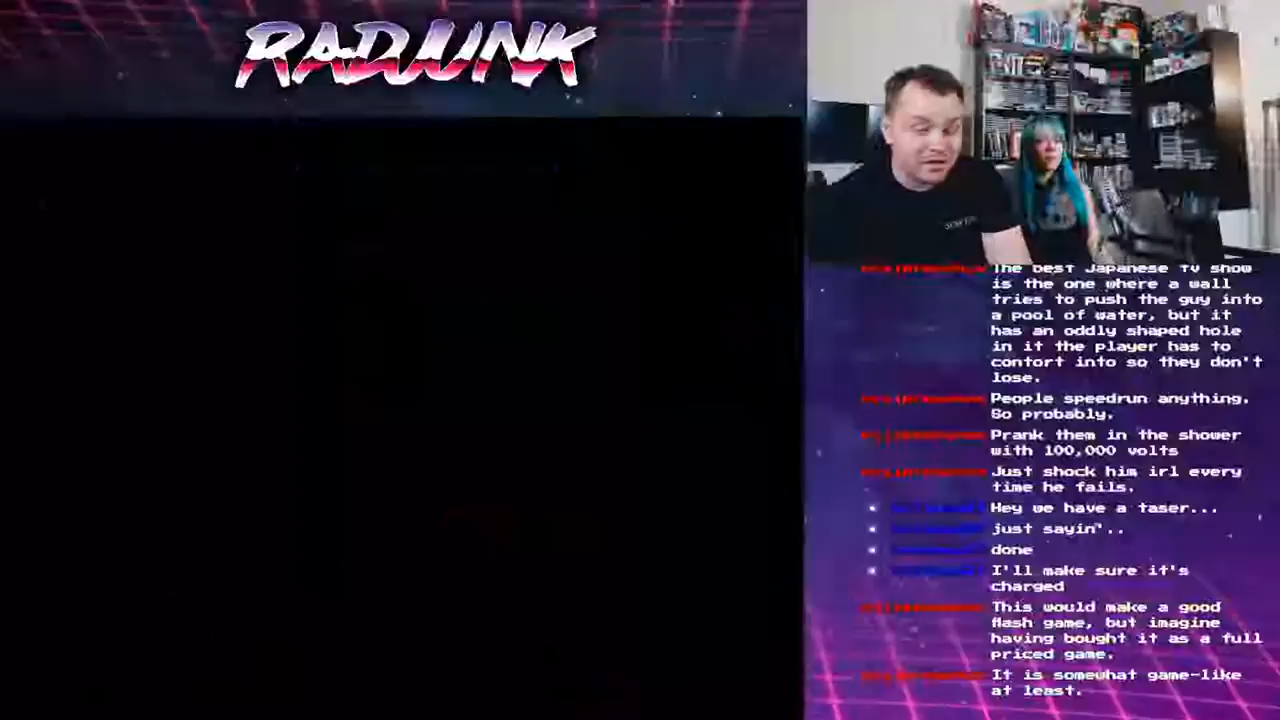 RADJUNK
The best Japanese tv show
is the one where a wall
tries to push the guy into
a pool of water, but it
has an oddly shaped hole
in it the player has to
contort into so they don't
lose.
People speedrun anything.
So probably.
Prank them in the shower
with 100,000 volts
Just shock him irl every
time he fails.
Hey we have a taser...
just sayin'..
done
I'll make sure it's
charged
This would make a good
flash game, but imagine
having bought it as a full
priced game.
It is somewhat game-like
at least.